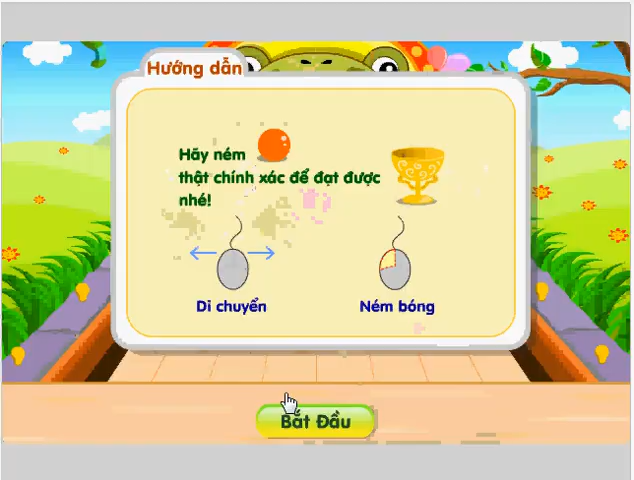 Hướng dẫn
Hãy ném
thật chính xác để đạt được
nhé!
Di chuyển
Ném bóng
Bắt Đầu